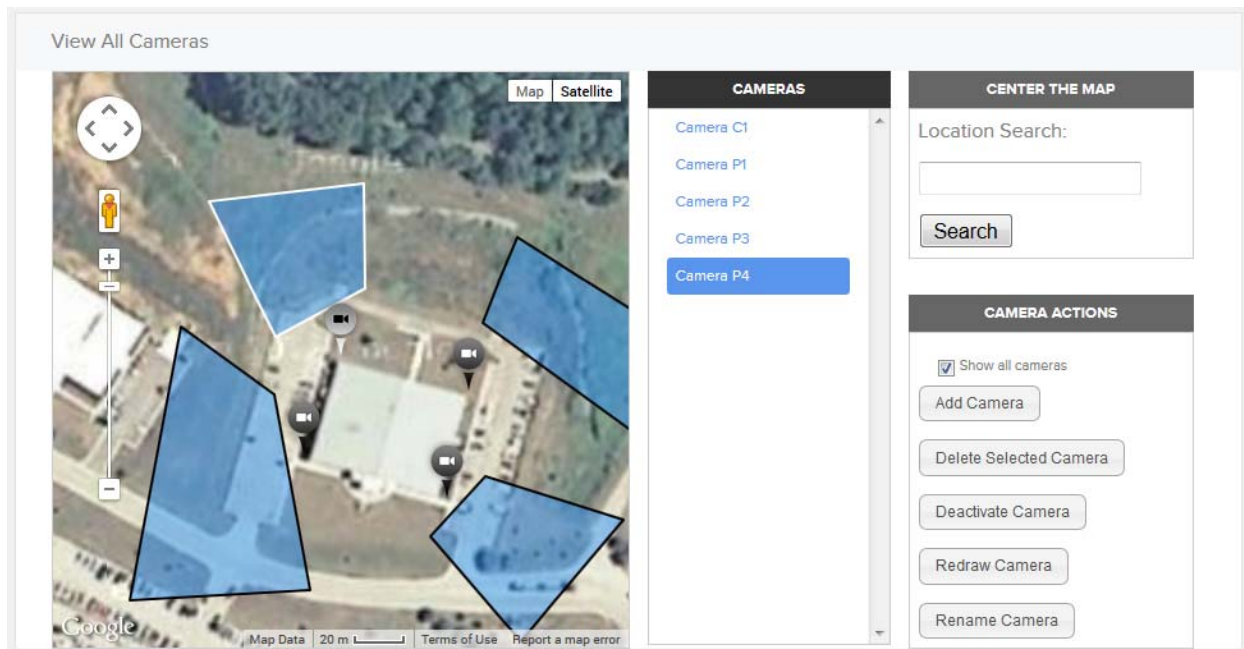 View All Cameras
Map Satellite
Google
Map Data 20 m Terms of Use Report a map error
CAMERAS
Camera C1
Camera P1
Camera P2
Camera P3
Camera P4
CENTER THE MAP
Location Search:
Search
CAMERA ACTIONS
Show all cameras
Add Camera
Delete Selected Camera
Deactivate Camera
Redraw Camera
Rename Camera